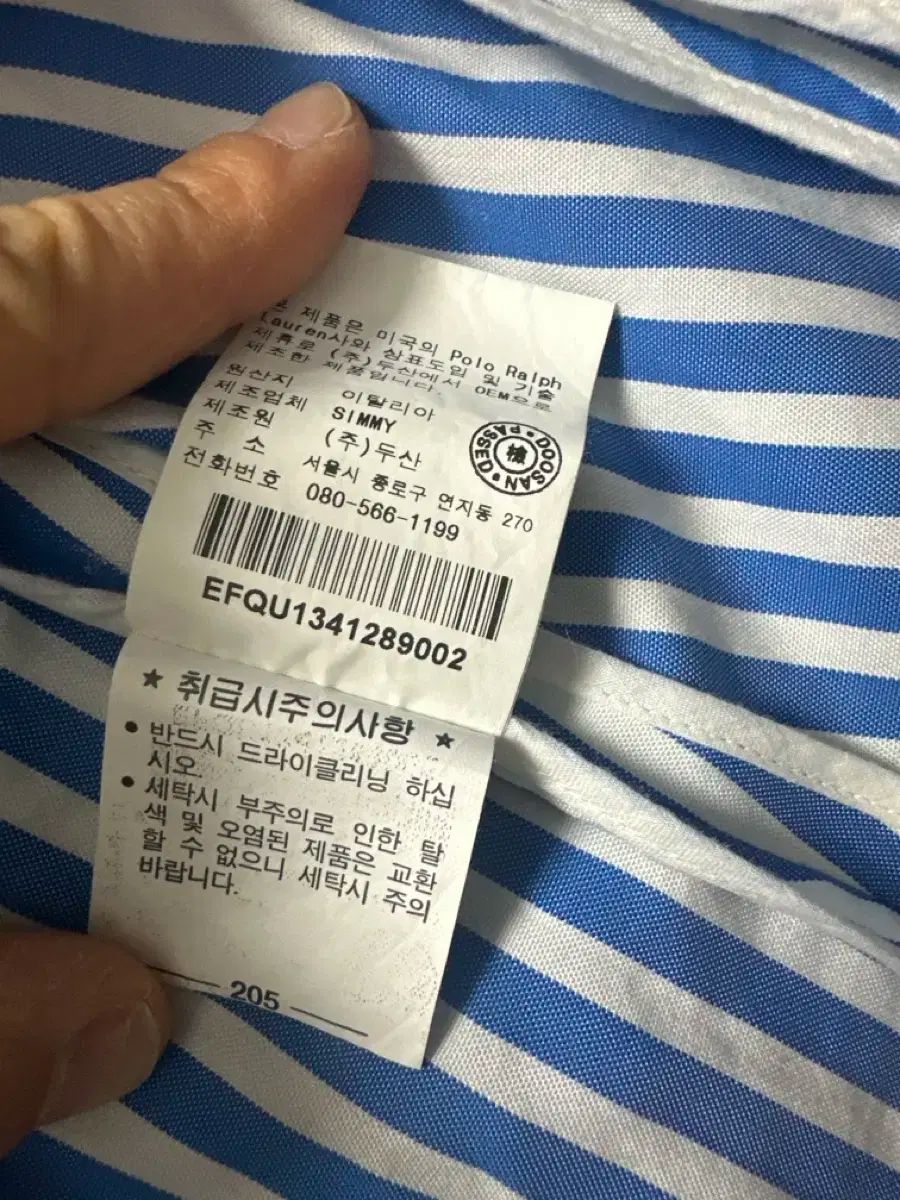 본 제품은 미국의 Polo Ralph
Lauren사와 상표도입 및 기술
제휴로 (주)두산에서 OEM으로
제조한 제품입니다.
원산지 이탈리아
제조업체 SIMMY
제조원 (주)두산
주 소 서울시 종로구 연지동 270
전화번호 080-566-1199
DOOSAN • PASSED •
檢
EFQU1341289002
★ 취급시주의사항 ★
● 반드시 드라이클리닝 하십
시오
● 세탁시 부주의로 인한 탈
색 및 오염된 제품은 교환
할 수 없으니 세탁시 주의
바랍니다.
205